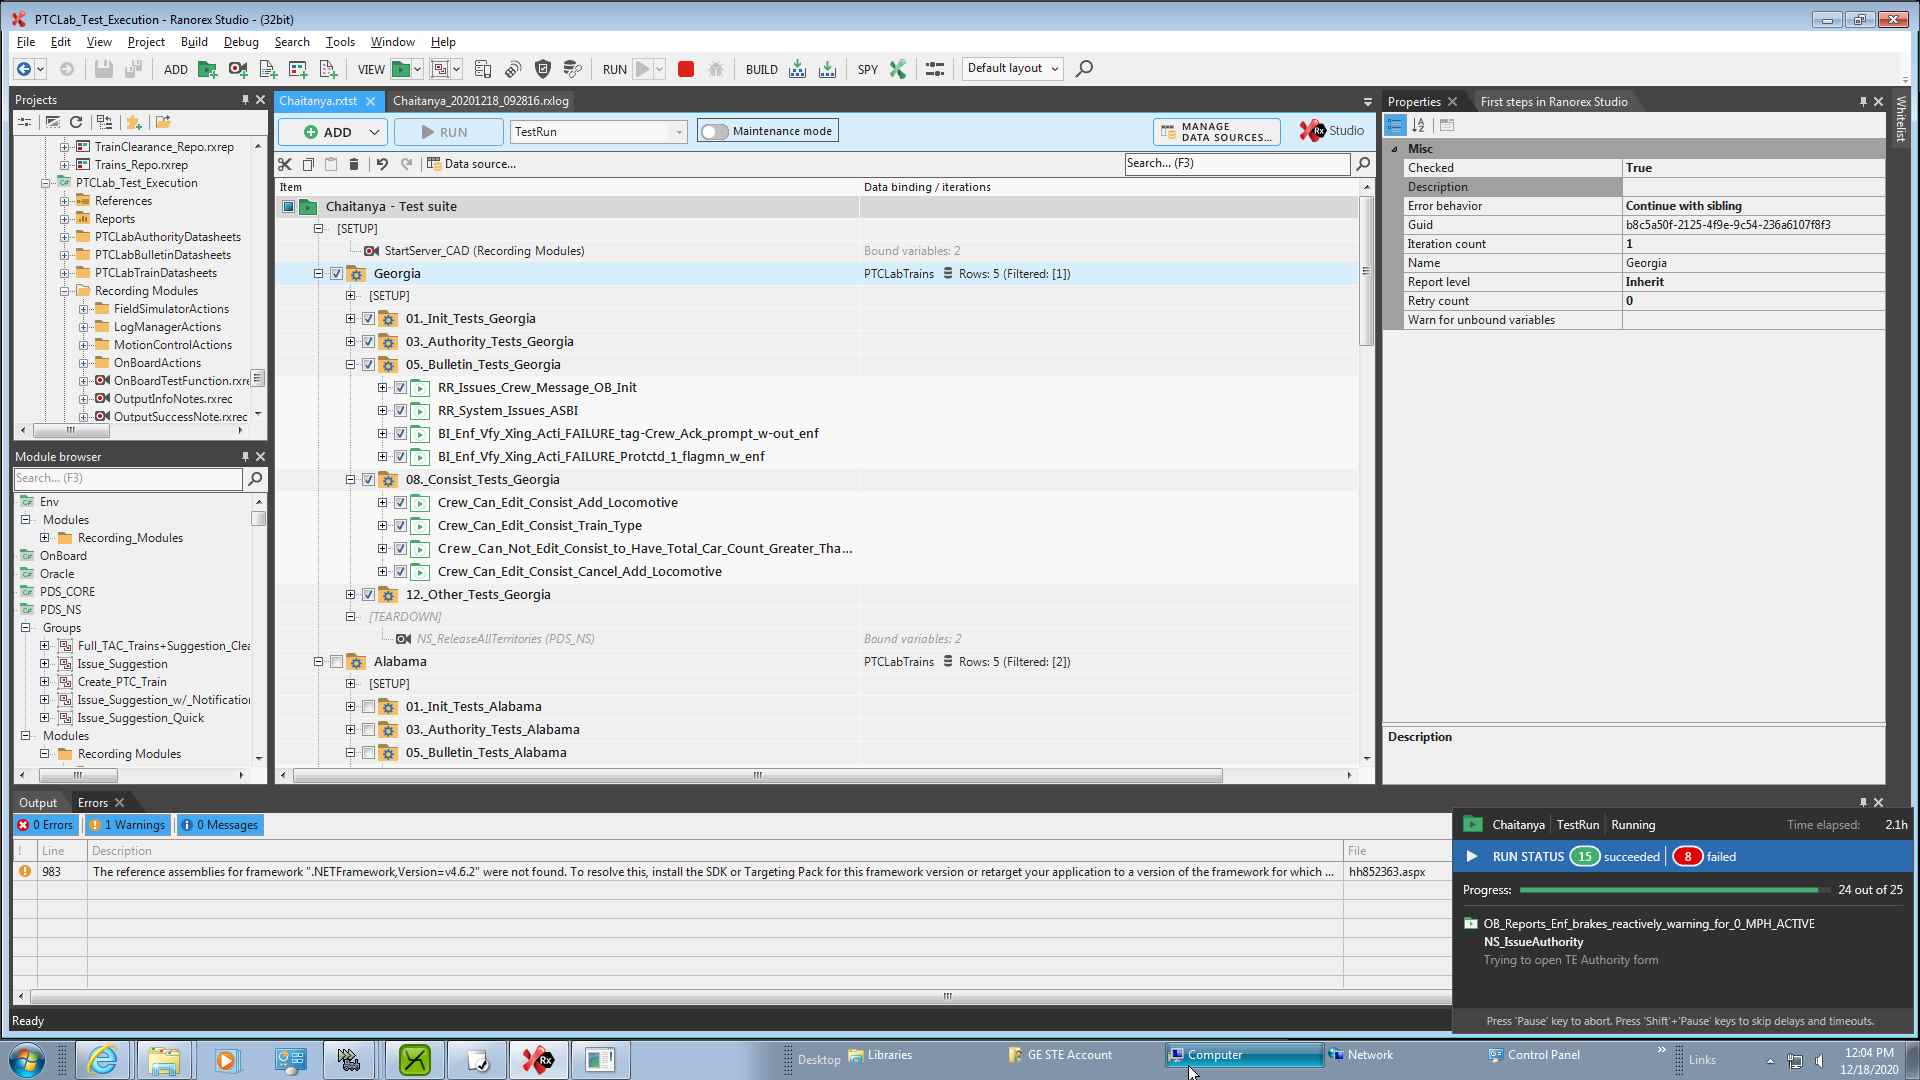 PTCLab_Test_Execution - Ranorex Studio - (32bit)
File Edit View Project Build Debug Search Tools Window Help
ADD VIEW RUN BUILD SPY Default layout
Projects
TrainClearance_Repo.rxrep
Trains_Repo.rxrep
PTCLab_Test_Execution
References
Reports
PTCLabAuthorityDatasheets
PTCLabBulletinDatasheets
PTCLabTrainDatasheets
Recording Modules
FieldSimulatorActions
LogManagerActions
MotionControlActions
OnBoardActions
OnBoardTestFunction.rxre
OutputInfoNotes.rxrec
OutputSuccessNote.rxrec
Module browser
Search... (F3)
Env
Modules
Recording_Modules
OnBoard
Oracle
PDS_CORE
PDS_NS
Groups
Full_TAC_Trains+Suggestion_Clea
Issue_Suggestion
Create_PTC_Train
Issue_Suggestion_w/_Notification
Issue_Suggestion_Quick
Modules
Recording Modules
Chaitanya.rxtst Chaitanya_20201218_092816.rxlog
ADD RUN TestRun Maintenance mode MANAGE DATA SOURCES... Rx Studio
Data source... Search... (F3)
Item Data binding / iterations
Chaitanya - Test suite
[SETUP]
StartServer_CAD (Recording Modules) Bound variables: 2
Georgia PTCLabTrains Rows: 5 (Filtered: [1])
[SETUP]
01._Init_Tests_Georgia
03._Authority_Tests_Georgia
05._Bulletin_Tests_Georgia
RR_Issues_Crew_Message_OB_Init
RR_System_Issues_ASBI
BI_Enf_Vfy_Xing_Acti_FAILURE_tag-Crew_Ack_prompt_w-out_enf
BI_Enf_Vfy_Xing_Acti_FAILURE_Protctd_1_flagmn_w_enf
08._Consist_Tests_Georgia
Crew_Can_Edit_Consist_Add_Locomotive
Crew_Can_Edit_Consist_Train_Type
Crew_Can_Not_Edit_Consist_to_Have_Total_Car_Count_Greater_Tha...
Crew_Can_Edit_Consist_Cancel_Add_Locomotive
12._Other_Tests_Georgia
[TEARDOWN]
NS_ReleaseAllTerritories (PDS_NS) Bound variables: 2
Alabama PTCLabTrains Rows: 5 (Filtered: [2])
[SETUP]
01._Init_Tests_Alabama
03._Authority_Tests_Alabama
05._Bulletin_Tests_Alabama
Properties First steps in Ranorex Studio
Whitelist
Misc
Checked True
Description
Error behavior Continue with sibling
Guid b8c5a50f-2125-4f9e-9c54-236a6107f8f3
Iteration count 1
Name Georgia
Report level Inherit
Retry count 0
Warn for unbound variables
Description
Output Errors
0 Errors 1 Warnings 0 Messages
! Line Description File
983 The reference assemblies for framework ".NETFramework,Version=v4.6.2" were not found. To resolve this, install the SDK or Targeting Pack for this framework version or retarget your application to a version of the framework for which ... hh852363.aspx
Chaitanya TestRun Running Time elapsed: 2.1h
RUN STATUS 15 succeeded 8 failed
Progress: 24 out of 25
OB_Reports_Enf_brakes_reactively_warning_for_0_MPH_ACTIVE
NS_IssueAuthority
Trying to open TE Authority form
Press 'Pause' key to abort. Press 'Shift'+'Pause' keys to skip delays and timeouts.
Ready
Desktop Libraries GE STE Account Computer Network Control Panel » Links
12:04 PM
12/18/2020